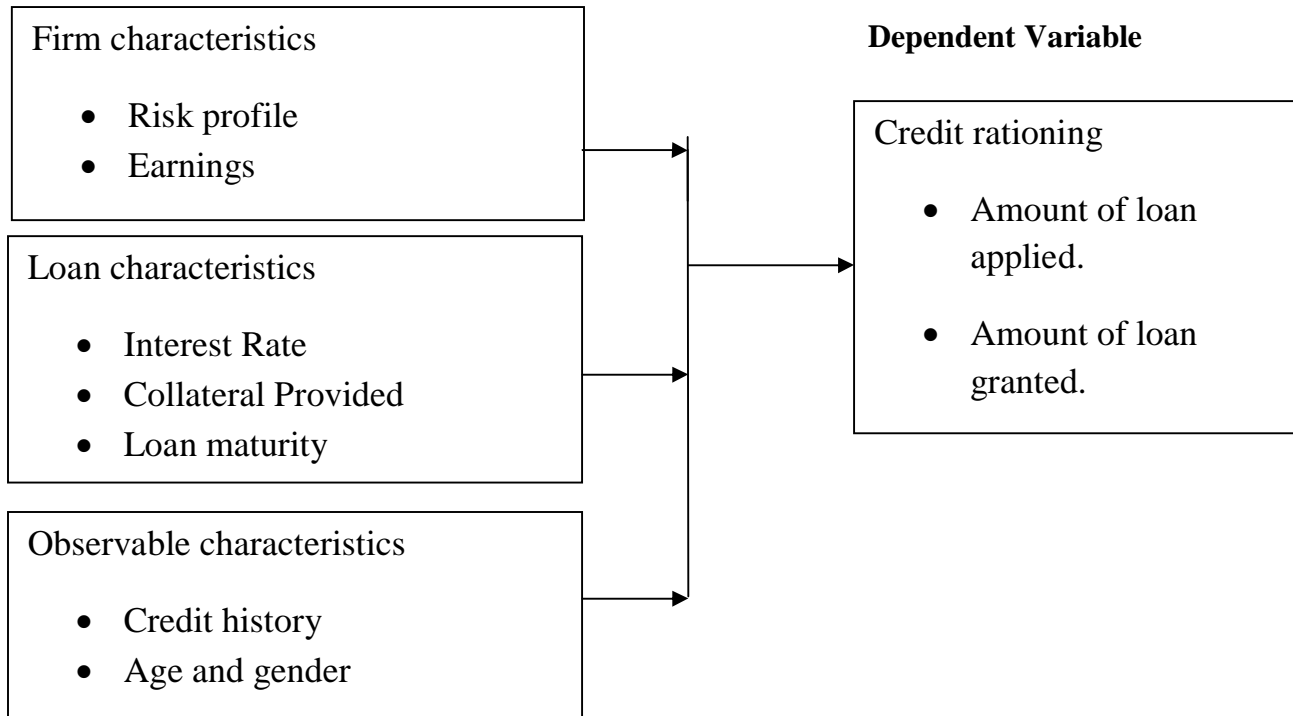 Firm characteristics
• Risk profile
• Earnings
Loan characteristics
• Interest Rate
• Collateral Provided
• Loan maturity
Observable characteristics
• Credit history
• Age and gender
Dependent Variable
Credit rationing
• Amount of loan
applied.
• Amount of loan
granted.